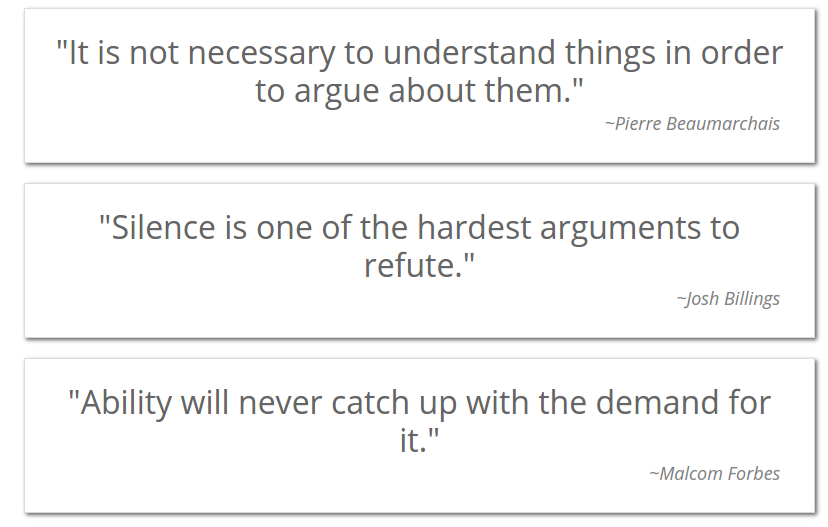 "It is not necessary to understand things in order
to argue about them."
~Pierre Beaumarchais
"Silence is one of the hardest arguments to
refute."
~Josh Billings
"Ability will never catch up with the demand for
it."
~Malcom Forbes